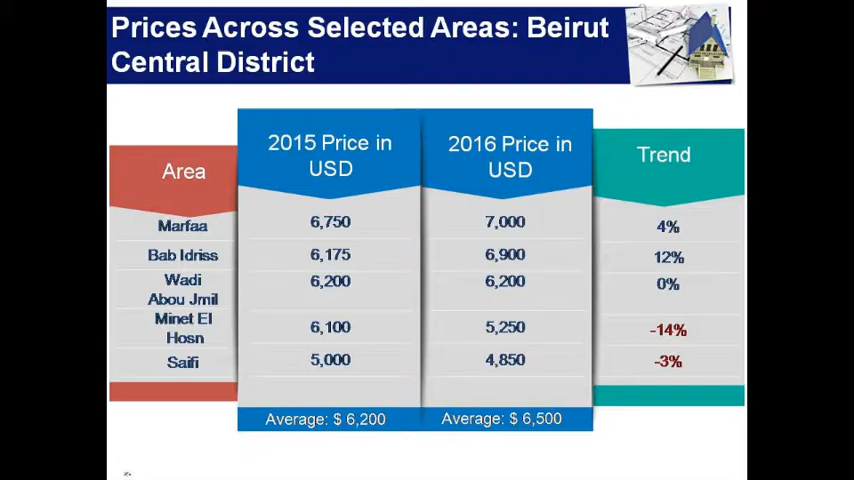 Prices Across Selected Areas: Beirut
Central District
Area
2015 Price in
USD
2016 Price in
USD
Trend
Marfaa 6,750 7,000 4%
Bab Idriss 6,175 6,900 12%
Wadi
Abou Jmil 6,200 6,200 0%
Minet El
Hosn 6,100 5,250 -14%
Saifi 5,000 4,850 -3%
Average: $ 6,200 Average: $ 6,500